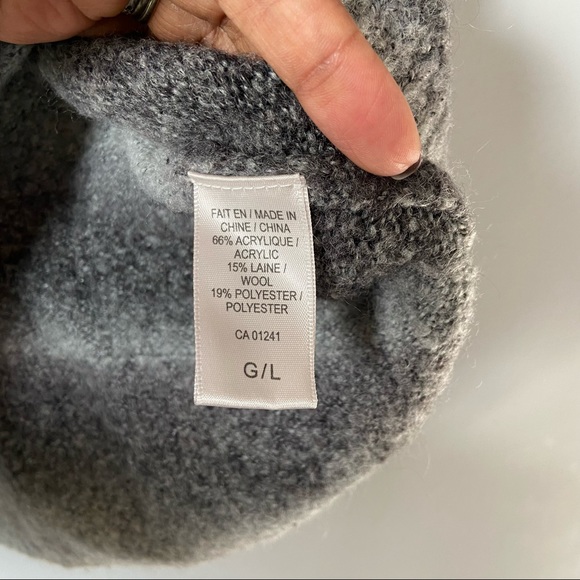 FAIT EN / MADE IN
CHINE / CHINA
66% ACRYLIQUE /
ACRYLIC
15% LAINE /
WOOL
19% POLYESTER /
POLYESTER
CA 01241
G/L